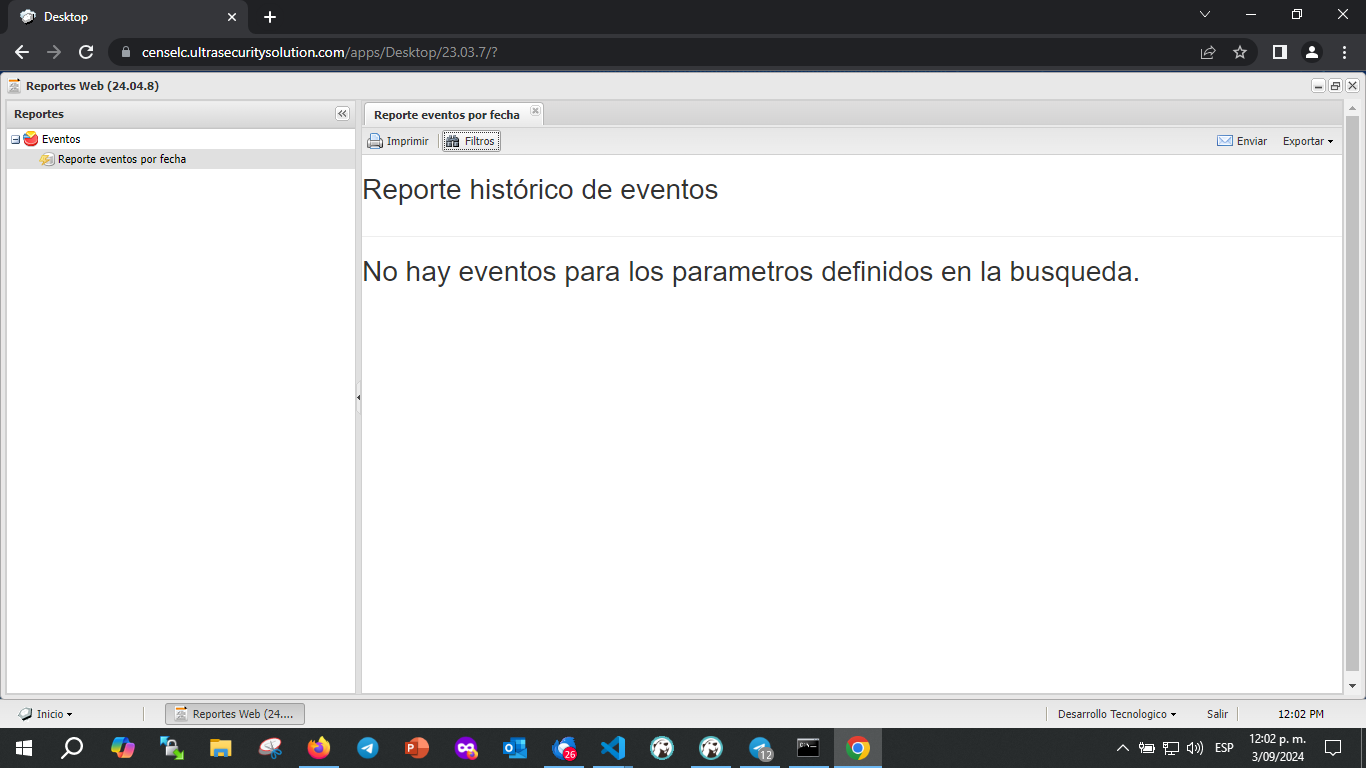 Desktop
censelc.ultrasecuritysolution.com/apps/Desktop/23.03.7/?
Reportes Web (24.04.8)
Reportes
Eventos
Reporte eventos por fecha
Reporte eventos por fecha
Imprimir
Filtros
Enviar
Exportar
Reporte histórico de eventos
No hay eventos para los parametros definidos en la busqueda.
Inicio
Reportes Web (24....
Desarrollo Tecnologico
Salir
12:02 PM
26
12
ESP
12:02 p. m.
3/09/2024